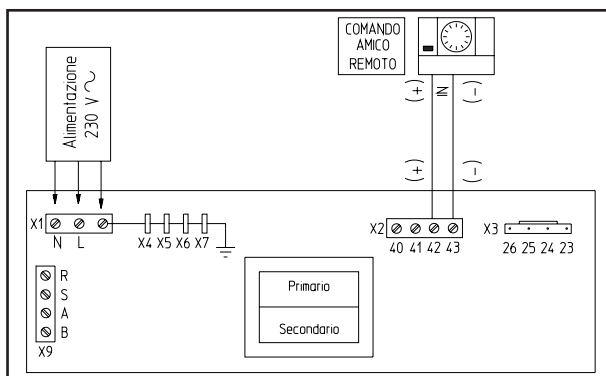 COMANDO
AMICO
REMOTO
Alimentazione
230 V
(+) IN (-)
(+) (-)
X1
N L
X4 X5 X6 X7
X2
40 41 42 43
X3
26 25 24 23
R
S
A
B
X9
Primario
Secondario